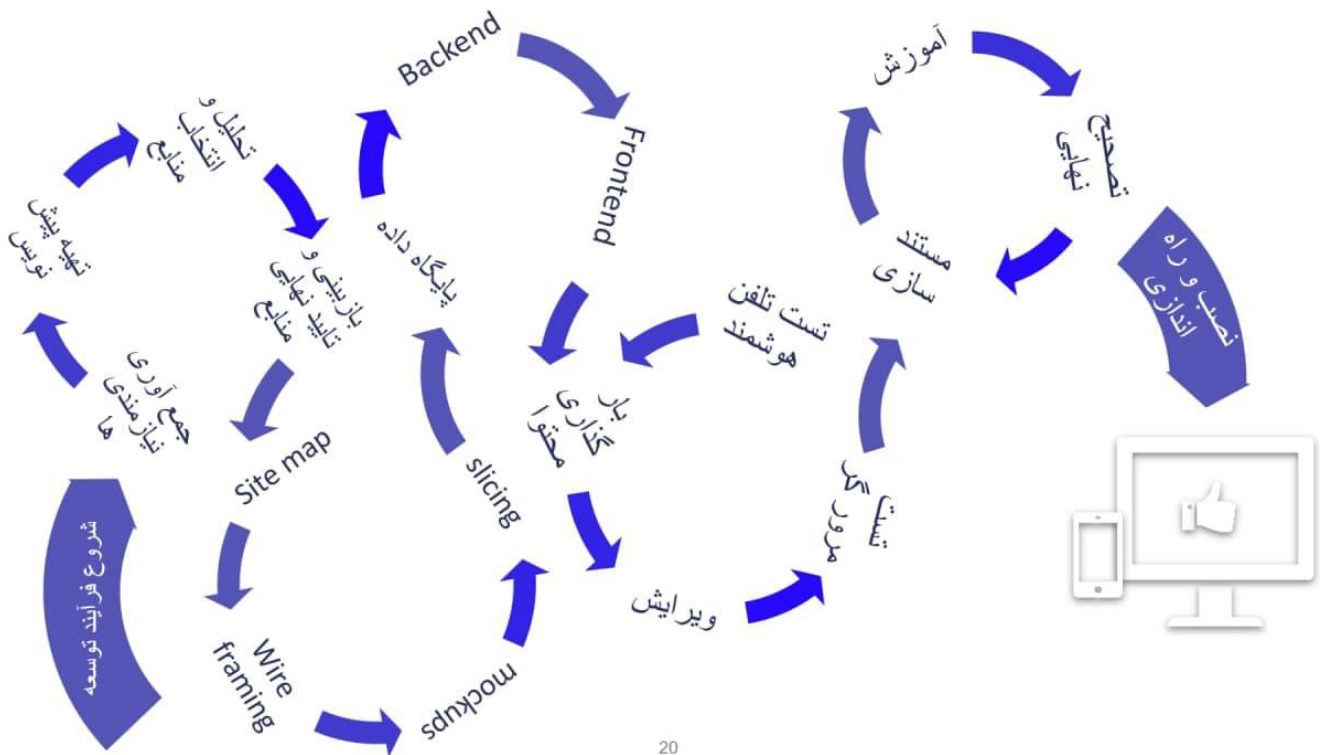 شروع فرآیند توسعه
جمع آوری
نیازمندی
ها
تهیه پیش
نویس
تحلیل و
انتخاب
منابع
بازبینی و
تایید نهایی
منابع
Site map
Wire
framing
mockups
slicing
پایگاه داده
Backend
Frontend
بار
گذاری
محتوا
ویرایش
تست
مرور گر
تست تلفن
هوشمند
مستند
سازی
آموزش
تصحیح
نهایی
نصب و راه
اندازی
20